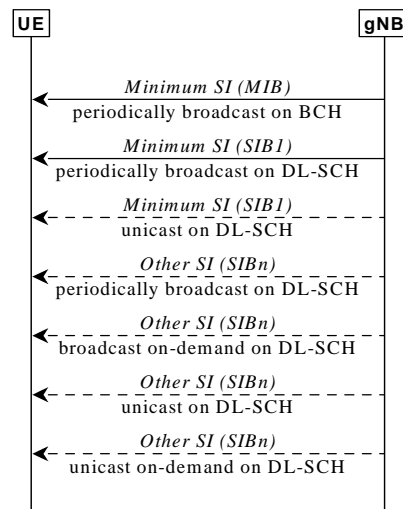 UE
gNB
Minimum SI (MIB)
periodically broadcast on BCH
Minimum SI (SIB1)
periodically broadcast on DL-SCH
Minimum SI (SIB1)
unicast on DL-SCH
Other SI (SIBn)
periodically broadcast on DL-SCH
Other SI (SIBn)
broadcast on-demand on DL-SCH
Other SI (SIBn)
unicast on DL-SCH
Other SI (SIBn)
unicast on-demand on DL-SCH